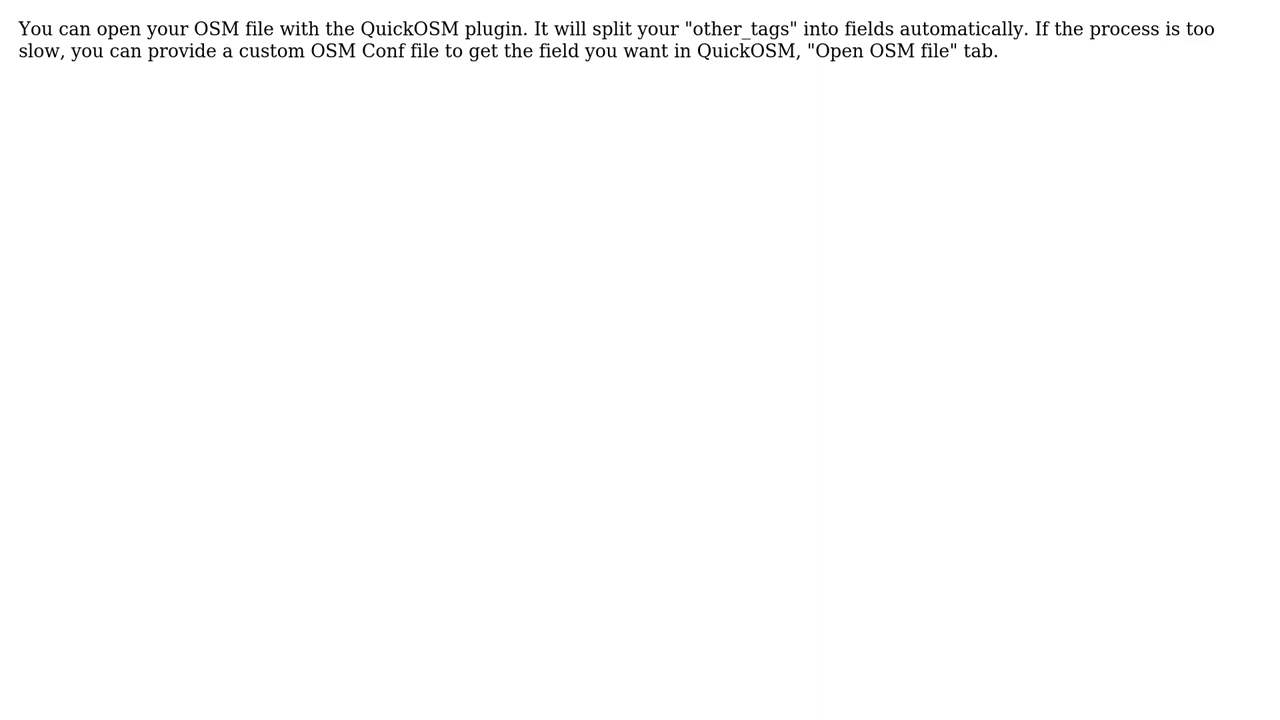 You can open your OSM file with the QuickOSM plugin. It will split your "other_tags" into fields automatically. If the process is too
slow, you can provide a custom OSM Conf file to get the field you want in QuickOSM, "Open OSM file" tab.